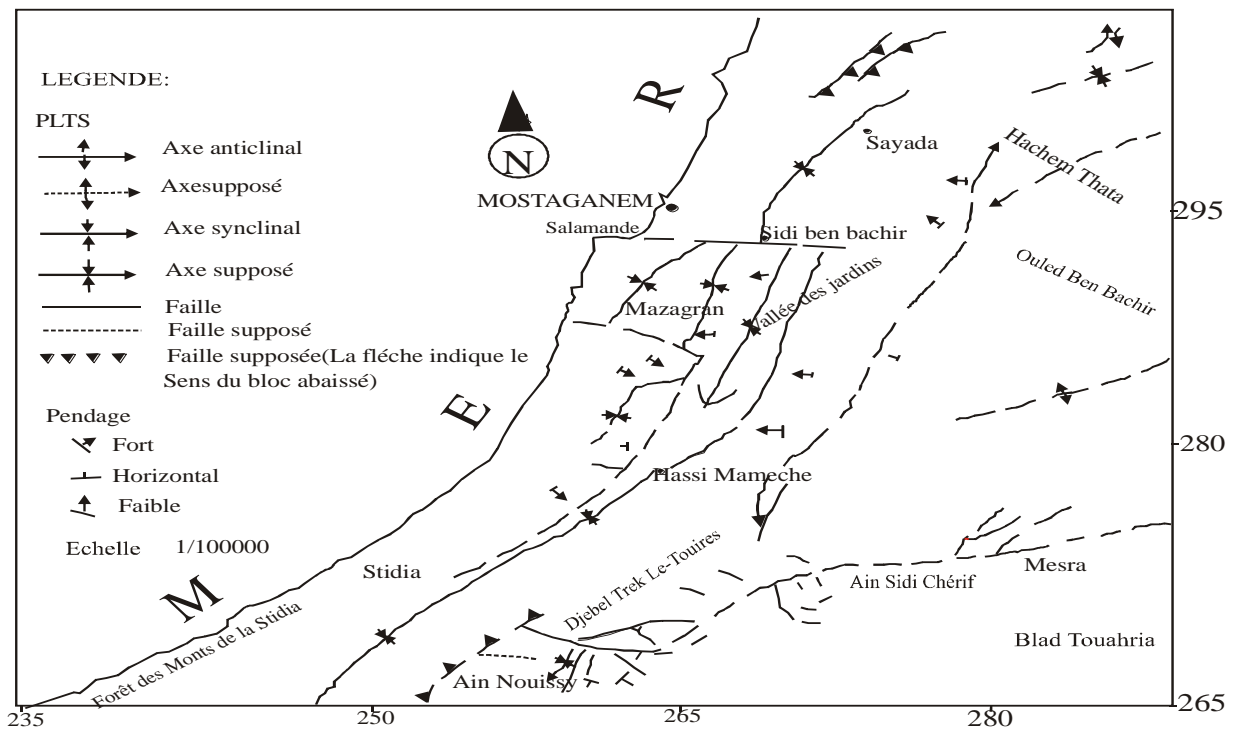 LEGENDE:
PLTS
Axe anticlinal
Axesupposé
Axe synclinal
Axe supposé
Faille
Faille supposé
Faille supposée(La fléche indique le
Sens du bloc abaissé)
Pendage
Fort
Horizontal
Faible
Echelle 1/100000
N
M E R
MOSTAGANEM
Salamande
Sayada
Hachem Thata
Sidi ben bachir
Ouled Ben Bachir
Mazagran
Vallée des jardins
Hassi Mameche
Stidia
Forêt des Monts de la Stidia
Djebel Trek Le-Touires
Ain Nouissy
Ain Sidi Chérif
Mesra
Blad Touahria
295
280
265
235
250
265
280